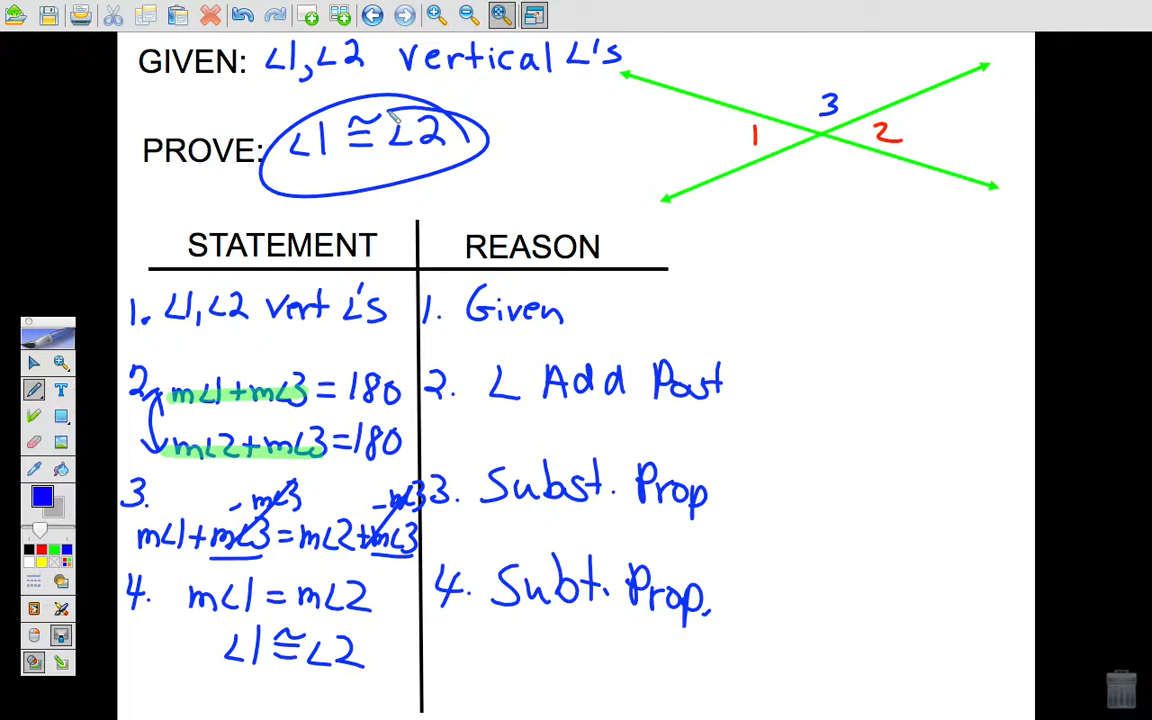 GIVEN: ∠1,∠2 vertical ∠'s
PROVE: ∠1 ≅ ∠2
3
1 2
STATEMENT REASON
1. ∠1,∠2 vert ∠'s 1. Given
2. m∠1+m∠3 = 180 2. ∠ Add Post
m∠2+m∠3=180
3. -m∠3 -m∠3 3. Subst. Prop
m∠1+m∠3=m∠2+m∠3
4. m∠1=m∠2 4. Subt. Prop.
∠1≅∠2